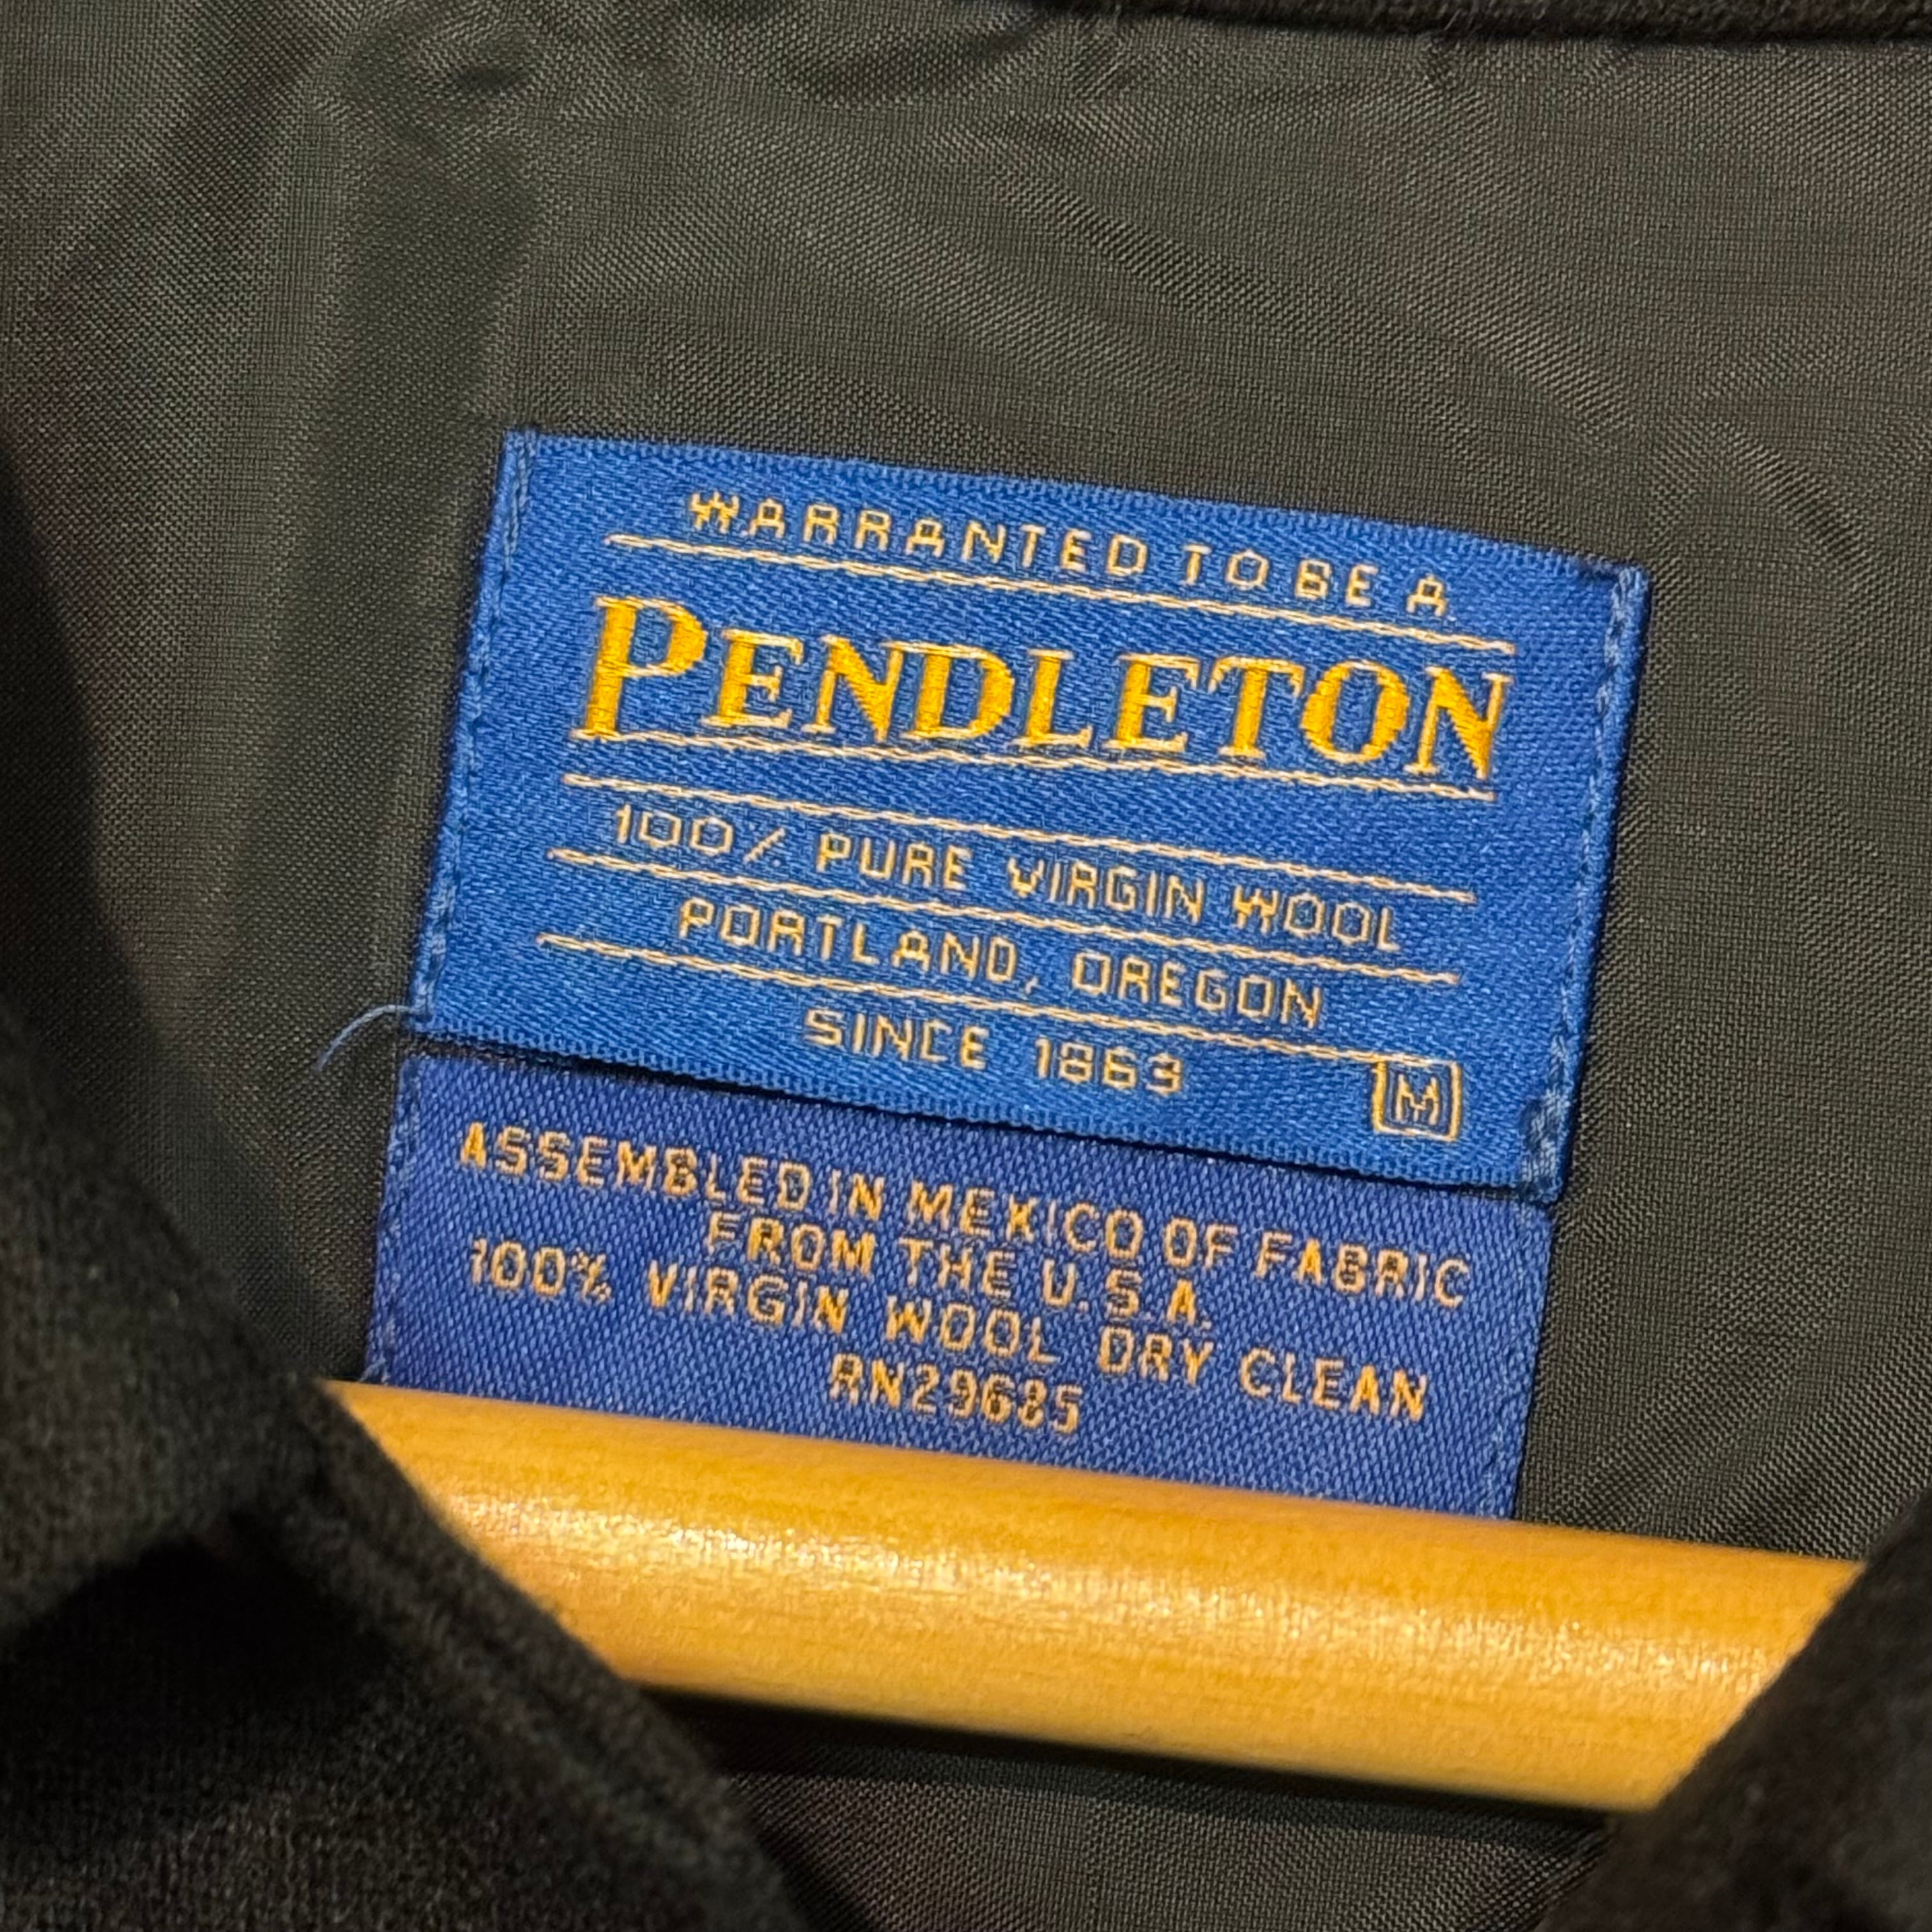 WARRANTED TO BE A
PENDLETON
100% PURE VIRGIN WOOL
PORTLAND, OREGON
SINCE 1863
M
ASSEMBLED IN MEXICO OF FABRIC
FROM THE U.S.A.
100% VIRGIN WOOL DRY CLEAN
RN29685